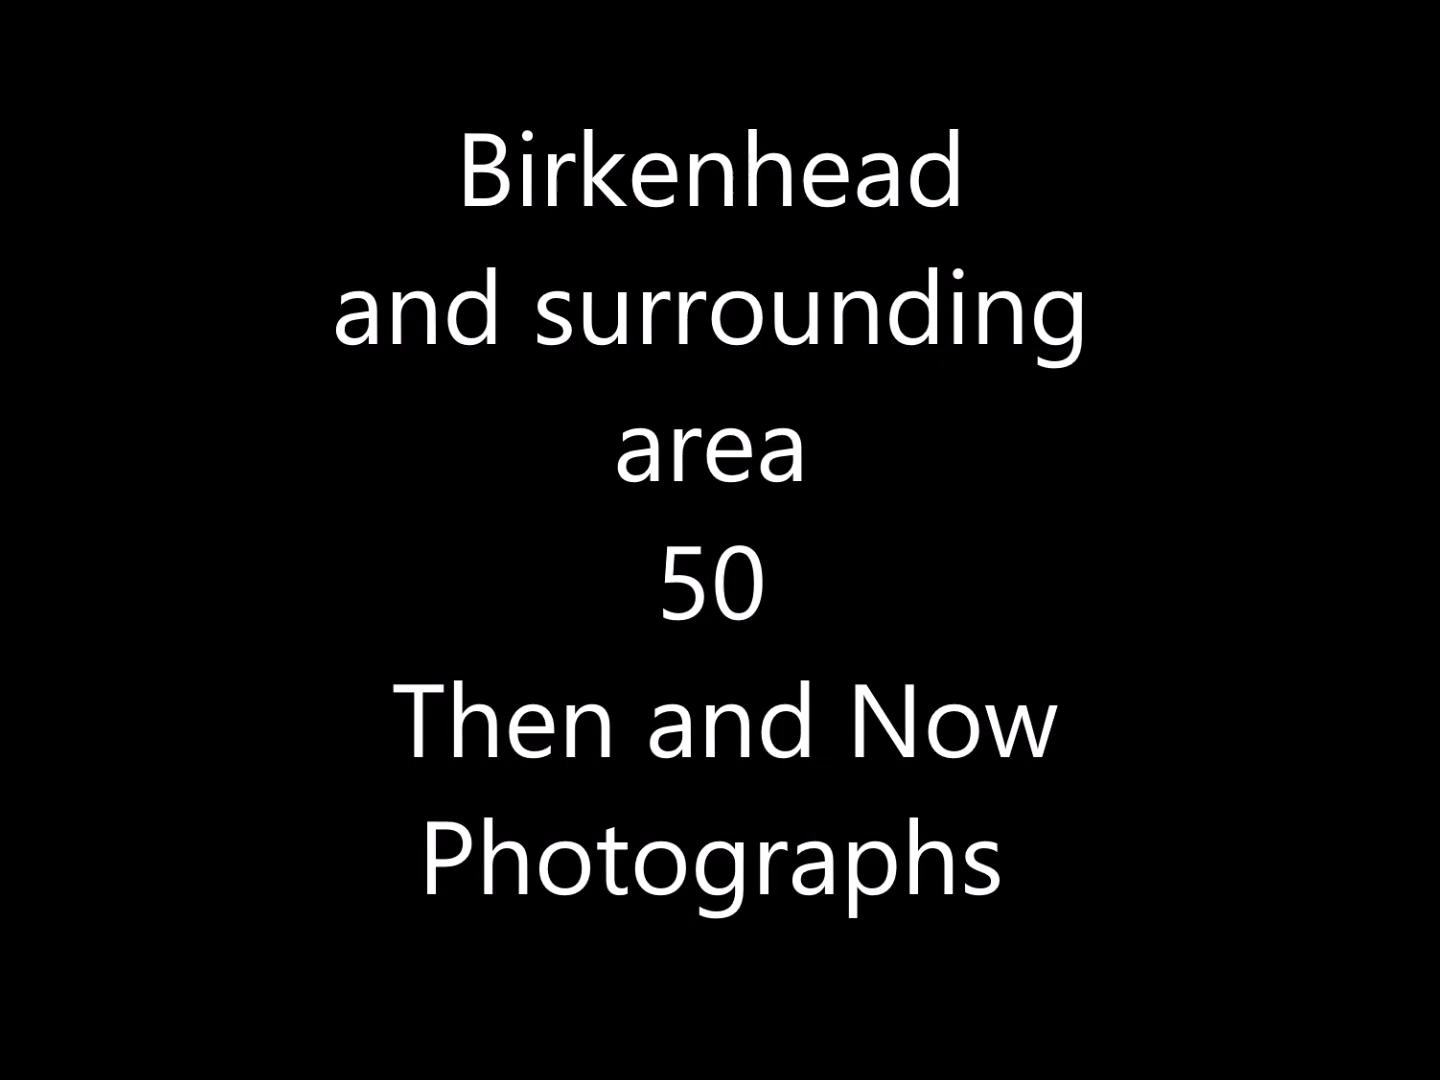 Birkenhead
and surrounding
area
50
Then and Now
Photographs